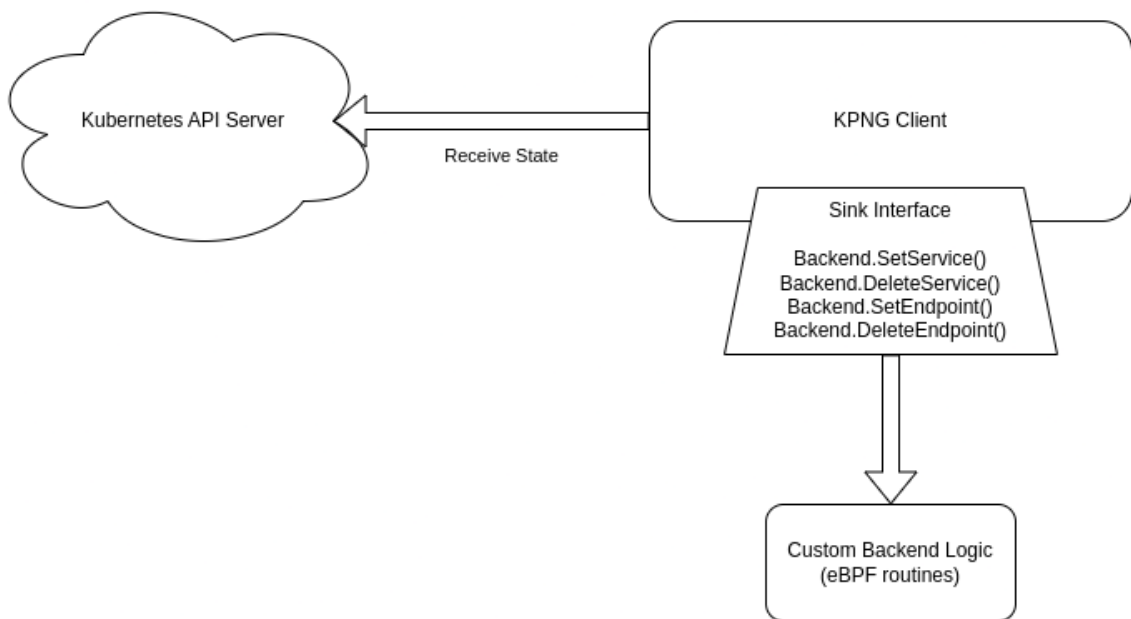 Kubernetes API Server
Receive State
KPNG Client
Sink Interface
Backend.SetService()
Backend.DeleteService()
Backend.SetEndpoint()
Backend.DeleteEndpoint()
Custom Backend Logic
(eBPF routines)